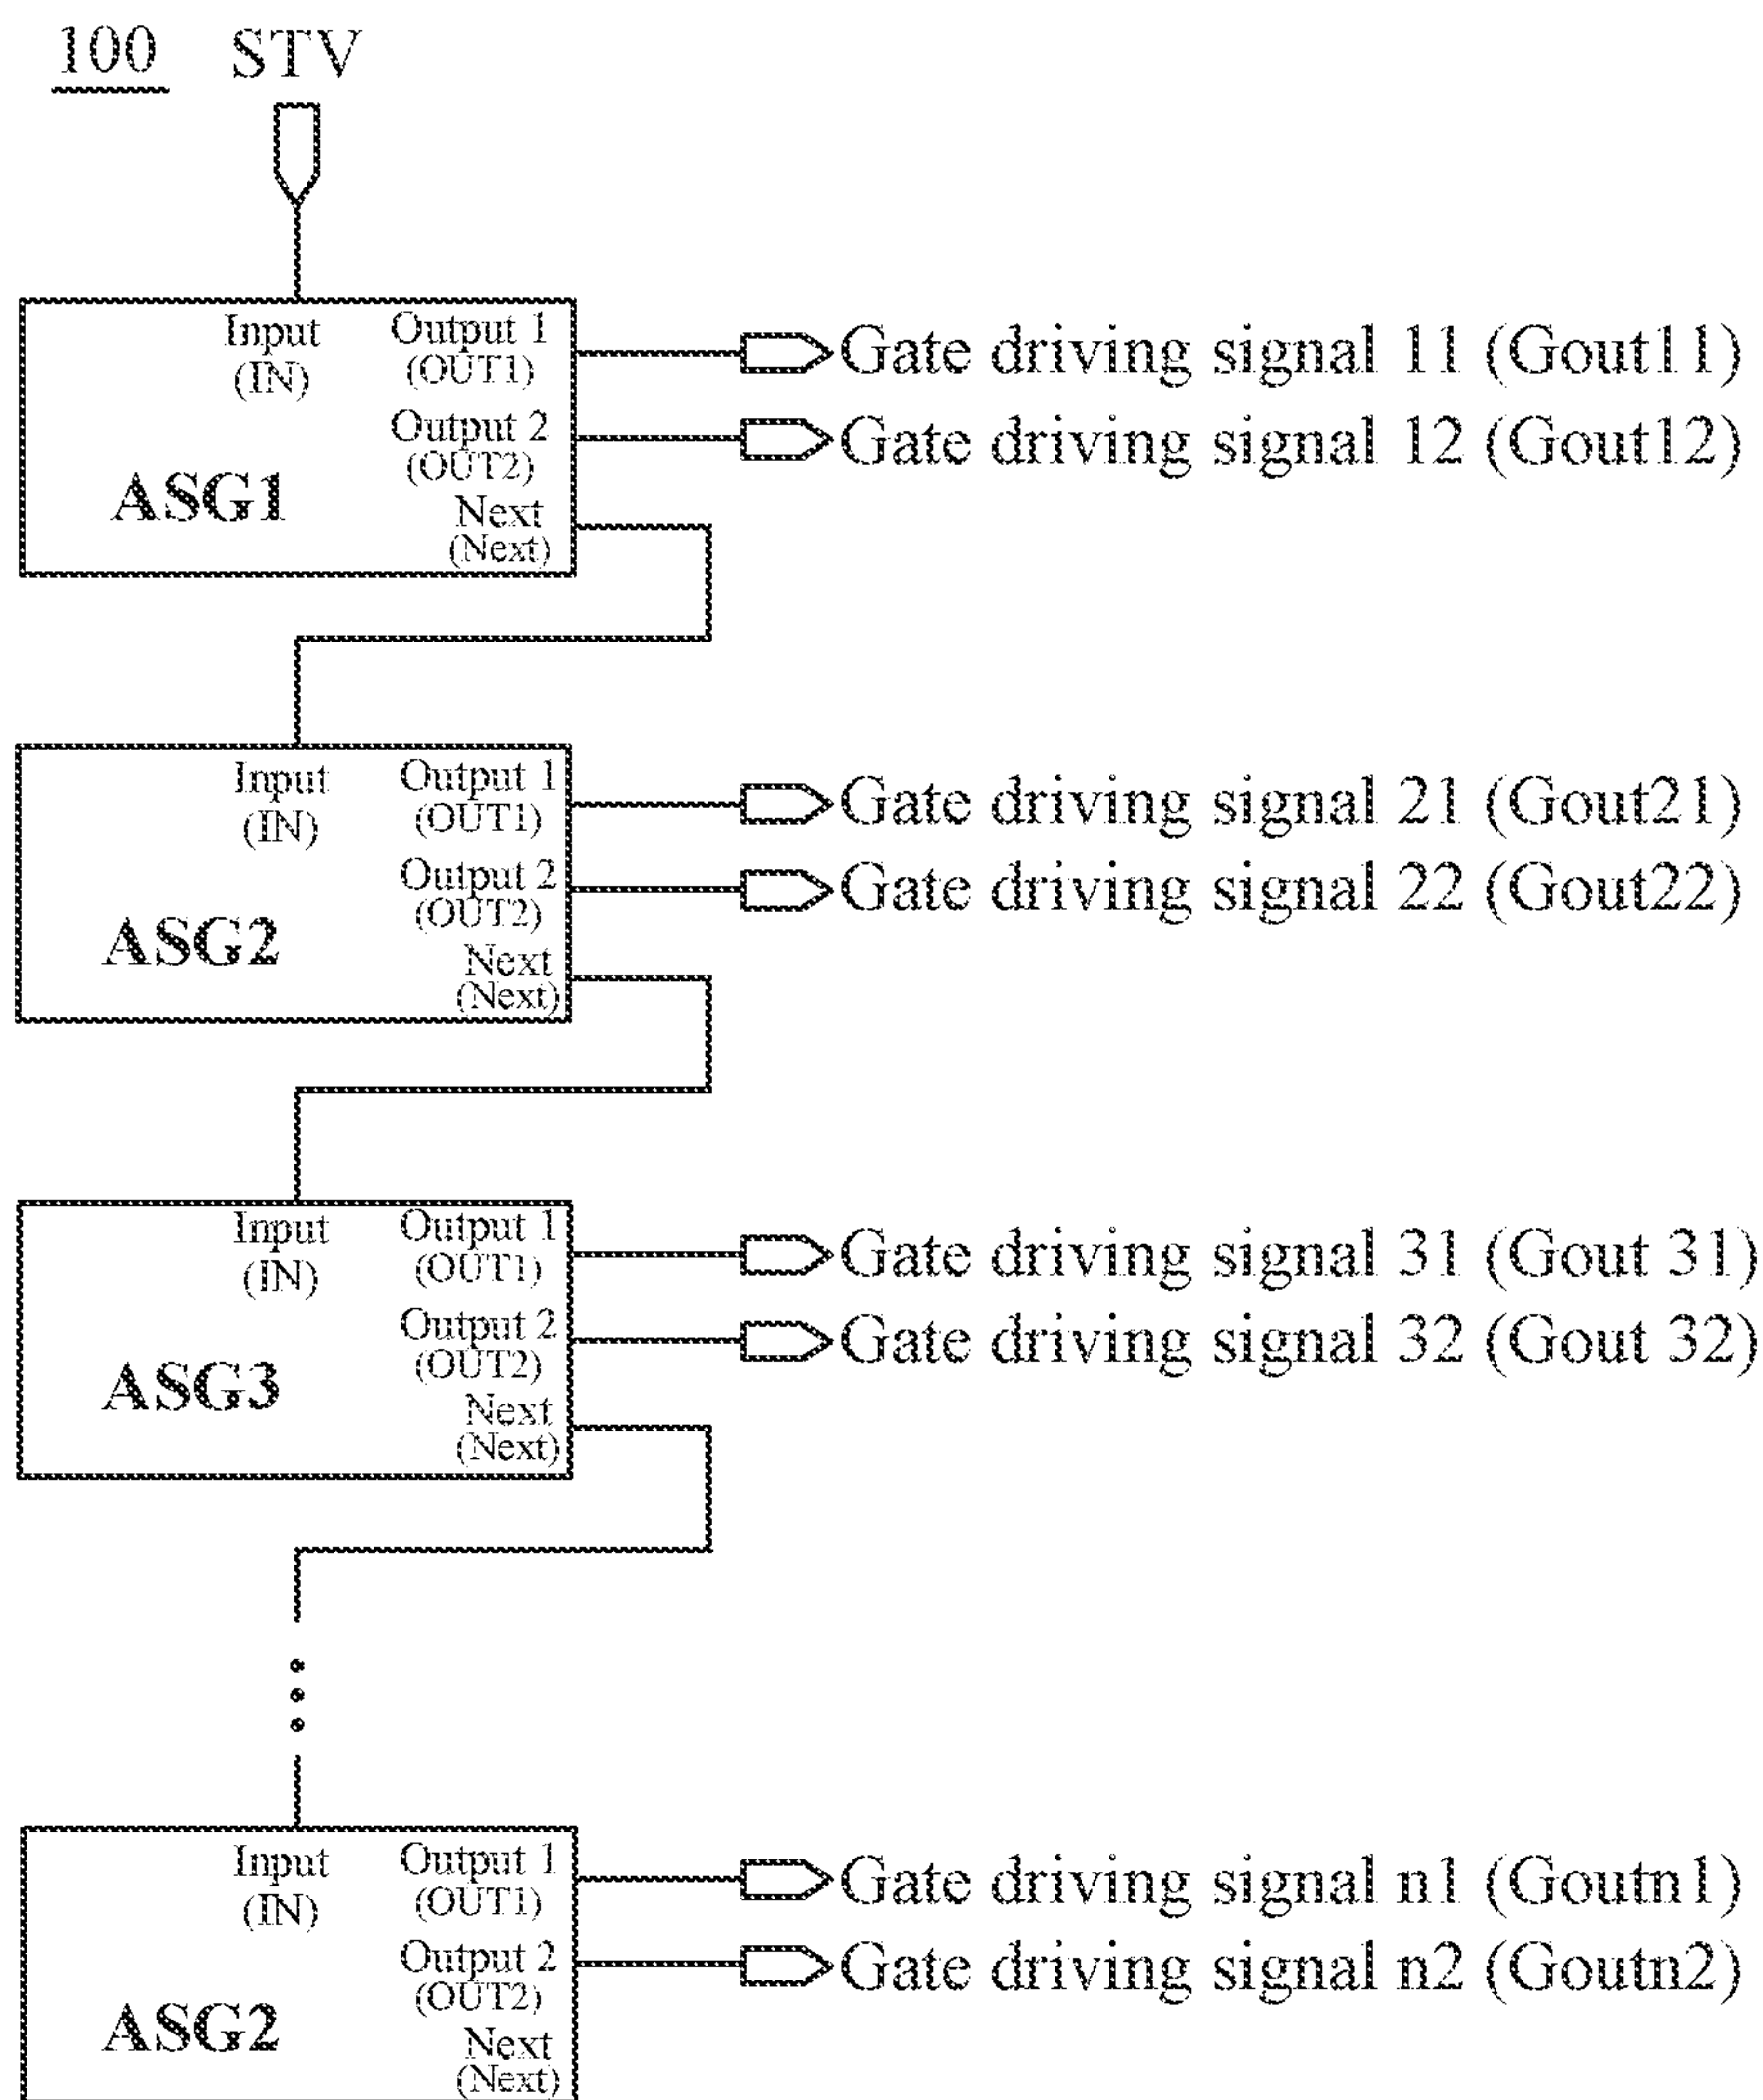 100 STV
Input Output 1
(IN) (OUT1)
Gate driving signal 11 (Gout11)
Output 2
(OUT2)
Gate driving signal 12 (Gout12)
ASG1
Next
(Next)
Input Output 1
(IN) (OUT1)
Gate driving signal 21 (Gout21)
Output 2
(OUT2)
Gate driving signal 22 (Gout22)
ASG2
Next
(Next)
Input Output 1
(IN) (OUT1)
Gate driving signal 31 (Gout 31)
Output 2
(OUT2)
Gate driving signal 32 (Gout 32)
ASG3
Next
(Next)
Input Output 1
(IN) (OUT1)
Gate driving signal n1 (Goutn1)
Output 2
(OUT2)
Gate driving signal n2 (Goutn2)
ASG2
Next
(Next)